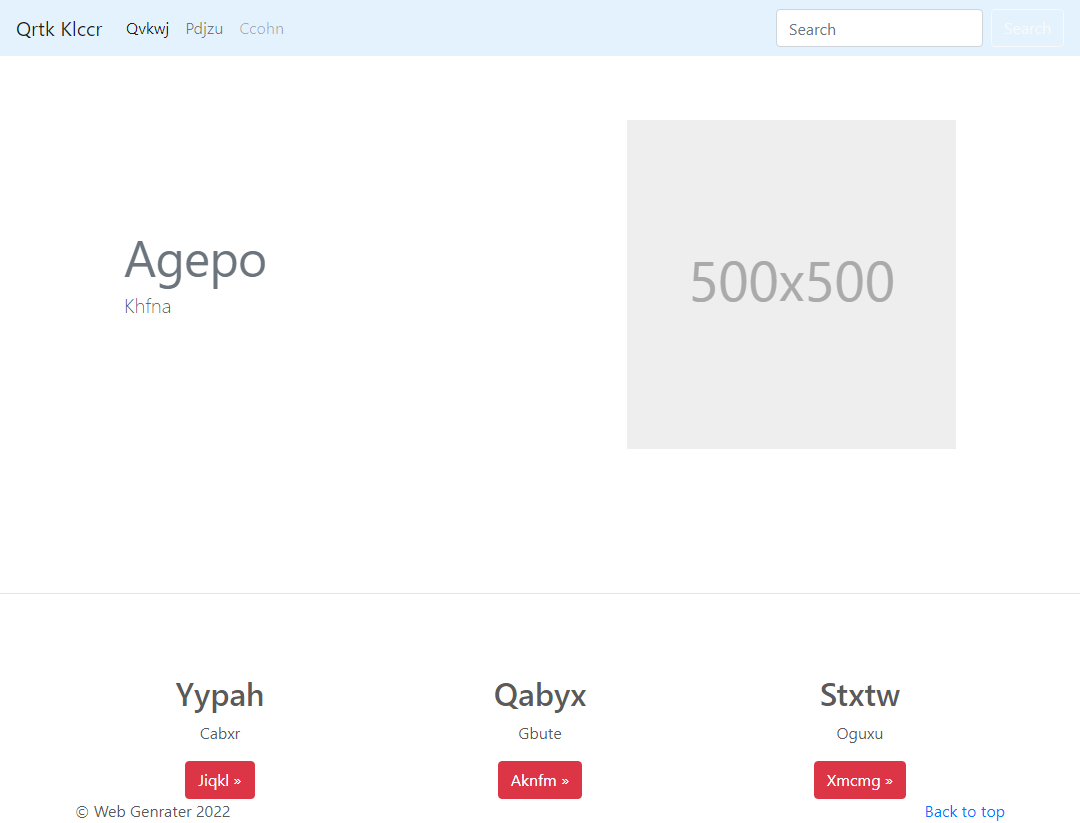 Qrtk Klccr Qvkwj Pdjzu Ccohn Search Search
Agepo
Khfna
500x500
Yypah Qabyx Stxtw
Cabxr Gbute Oguxu
Jiqkl » Aknfm » Xmcmg »
© Web Genrater 2022 Back to top